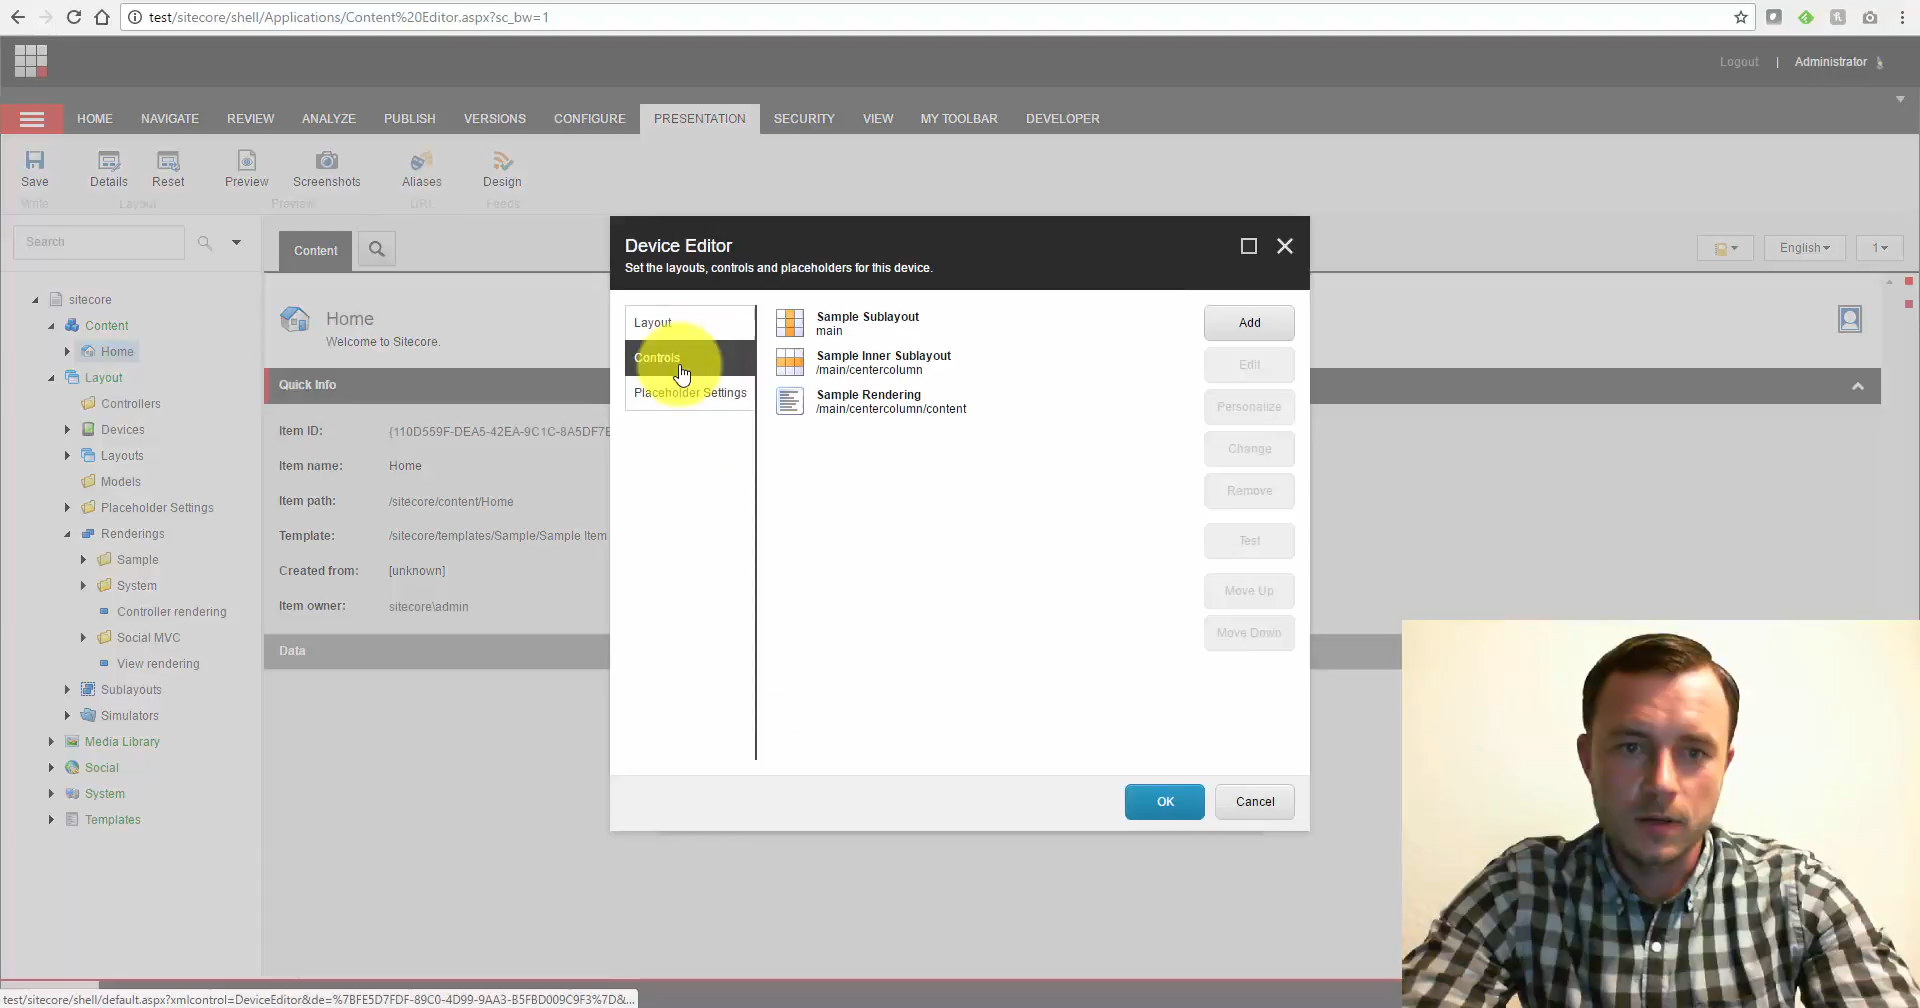 test/sitecore/shell/Applications/Content%20Editor.aspx?sc_bw=1
Logout | Administrator
HOME NAVIGATE REVIEW ANALYZE PUBLISH VERSIONS CONFIGURE PRESENTATION SECURITY VIEW MY TOOLBAR DEVELOPER
Save Details Reset Preview Screenshots Aliases Design
Write Layout Preview URL Feeds
Search
Content
English 1
sitecore
Content
Home
Layout
Controllers
Devices
Layouts
Models
Placeholder Settings
Renderings
Sample
System
Controller rendering
Social MVC
View rendering
Sublayouts
Simulators
Media Library
Social
System
Templates
Home
Welcome to Sitecore.
Quick Info
Item ID: {110D559F-DEA5-42EA-9C1C-8A5DF7E
Item name: Home
Item path: /sitecore/content/Home
Template: /sitecore/templates/Sample/Sample Item
Created from: [unknown]
Item owner: sitecore\admin
Data
Device Editor
Set the layouts, controls and placeholders for this device.
Layout
Controls
Placeholder Settings
Sample Sublayout
main
Sample Inner Sublayout
/main/centercolumn
Sample Rendering
/main/centercolumn/content
Add
Edit
Personalize
Change
Remove
Test
Move Up
Move Down
OK Cancel
test/sitecore/shell/default.aspx?xmlcontrol=DeviceEditor&de=%7BFE5D7FDF-89C0-4D99-9AA3-B5FBD009C9F3%7D&...